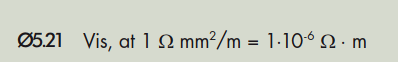 Ø5.21 Vis, at 1 Ω mm²/m = 1·10⁻⁶ Ω · m